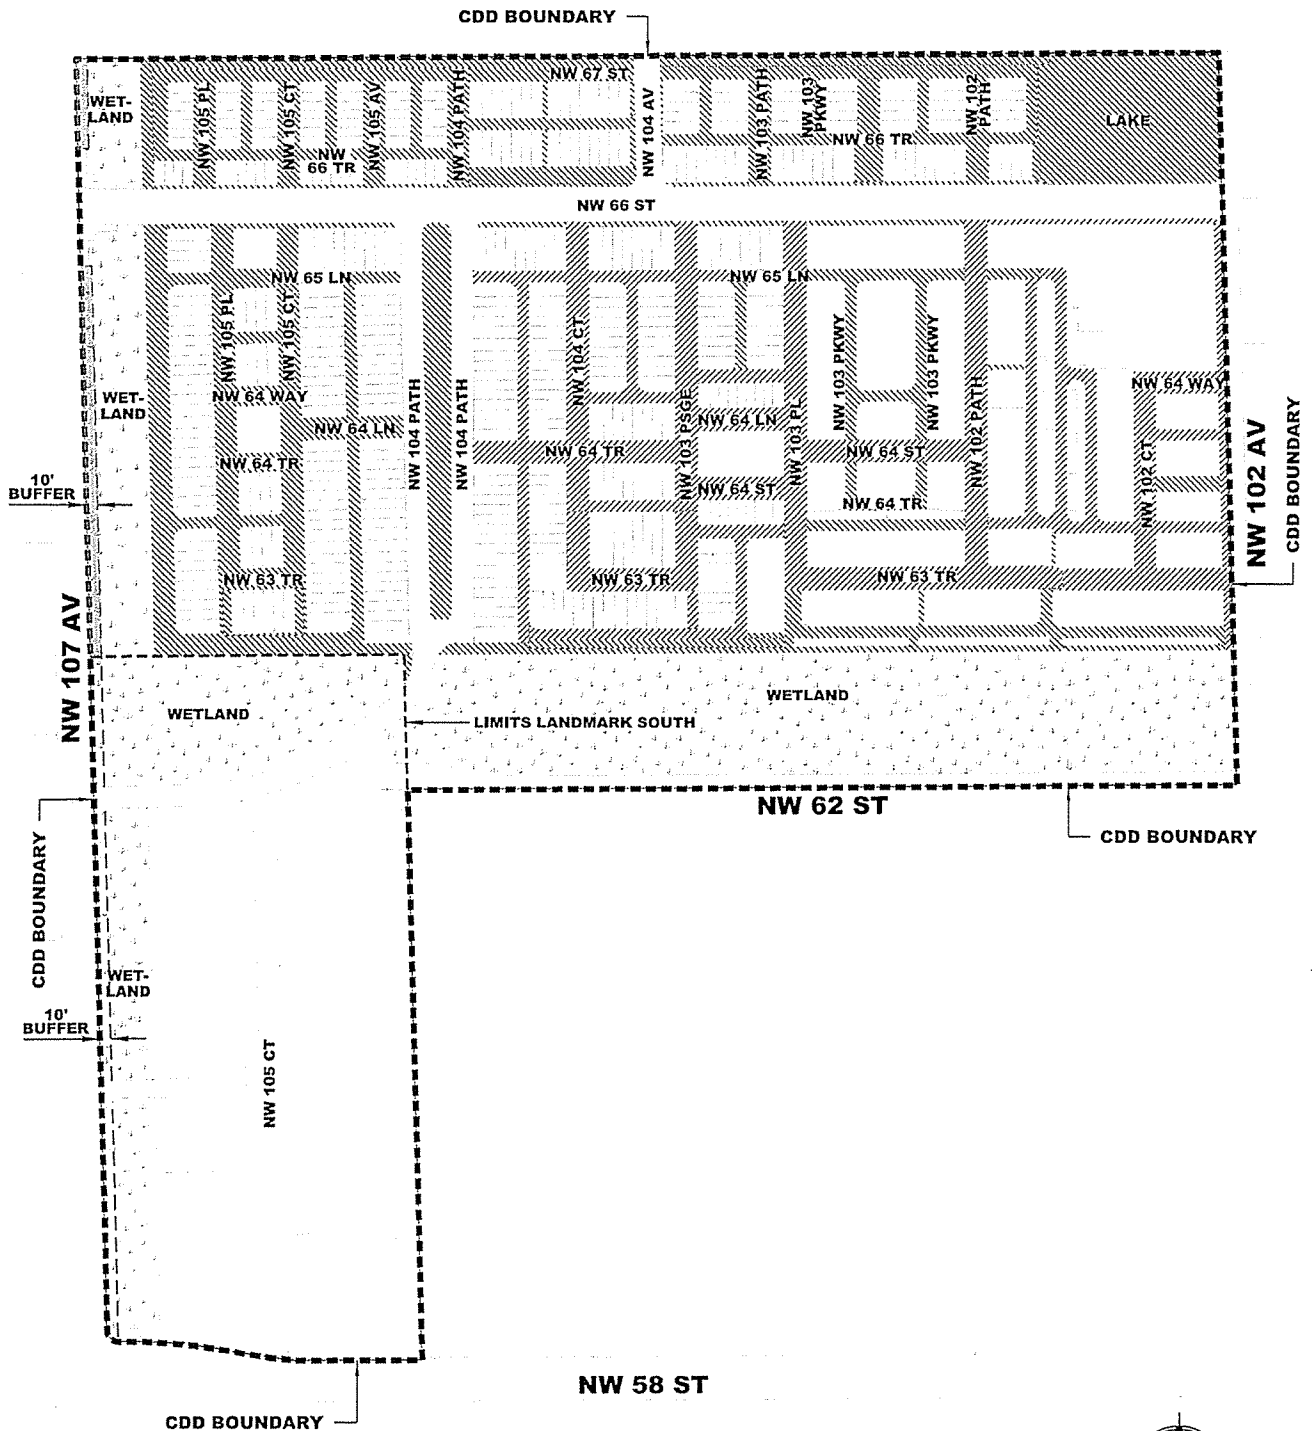 CDD BOUNDARY
NW 67 ST
WET-
LAND
NW 105 PL
NW 105 CT
NW 105 AV
NW 104 PATH
NW 104 AV
NW 103 PATH
NW 103
PKWY
NW 102
PATH
LAKE
NW
66 TR
NW 66 TR
NW 66 ST
NW 65 LN
NW 65 LN
NW 105 PL
NW 105 CT
NW 104 CT
NW 103 PKWY
NW 103 PKWY
WET-
LAND
NW 64 WAY
NW 64 WAY
NW 64 LN
NW 64 LN
NW 104 PATH
NW 104 PATH
NW 103 PSGE
NW 103 PL
NW 102 PATH
NW 102 CT
NW 64 TR
NW 64 TR
NW 64 ST
NW 64 ST
NW 64 TR
10'
BUFFER
NW 102 AV
CDD BOUNDARY
NW 63 TR
NW 63 TR
NW 63 TR
NW 107 AV
WETLAND
WETLAND
LIMITS LANDMARK SOUTH
NW 62 ST
CDD BOUNDARY
CDD BOUNDARY
WET-
LAND
10'
BUFFER
NW 105 CT
NW 58 ST
CDD BOUNDARY